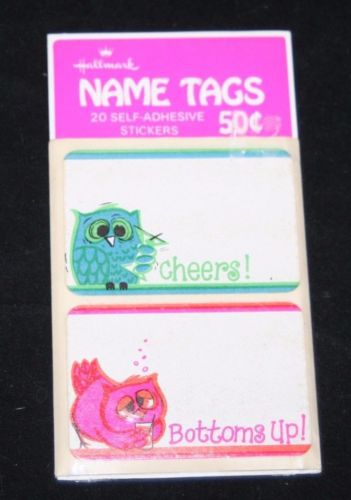 Hallmark
NAME TAGS
20 SELF-ADHESIVE
STICKERS
50¢
Cheers!
Bottoms Up!